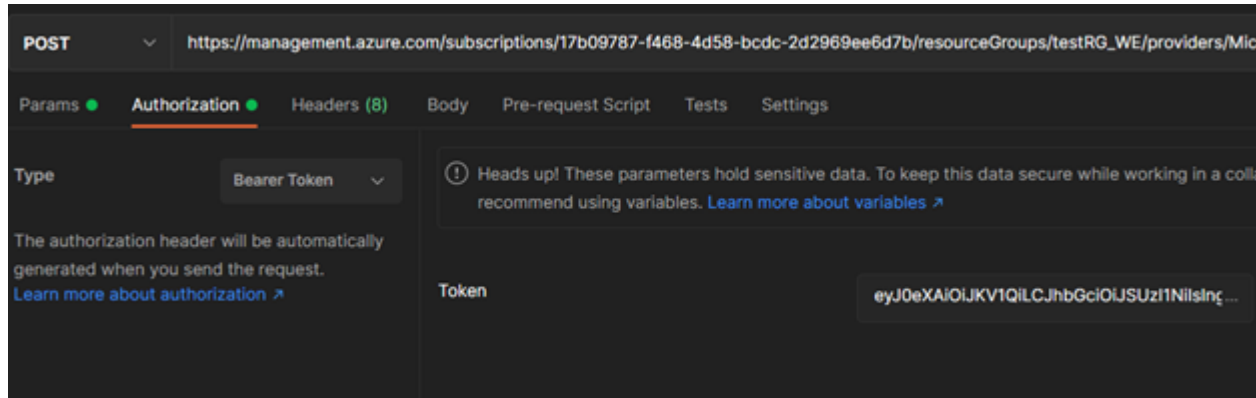 POST https://management.azure.com/subscriptions/17b09787-f468-4d58-bcdc-2d2969ee6d7b/resourceGroups/testRG_WE/providers/Mic
Params Authorization Headers (8) Body Pre-request Script Tests Settings
Type Bearer Token
The authorization header will be automatically
generated when you send the request.
Learn more about authorization ↗
Heads up! These parameters hold sensitive data. To keep this data secure while working in a colla
recommend using variables. Learn more about variables ↗
Token eyJ0eXAiOiJKV1QiLCJhbGciOiJSUzI1NiIsIng...